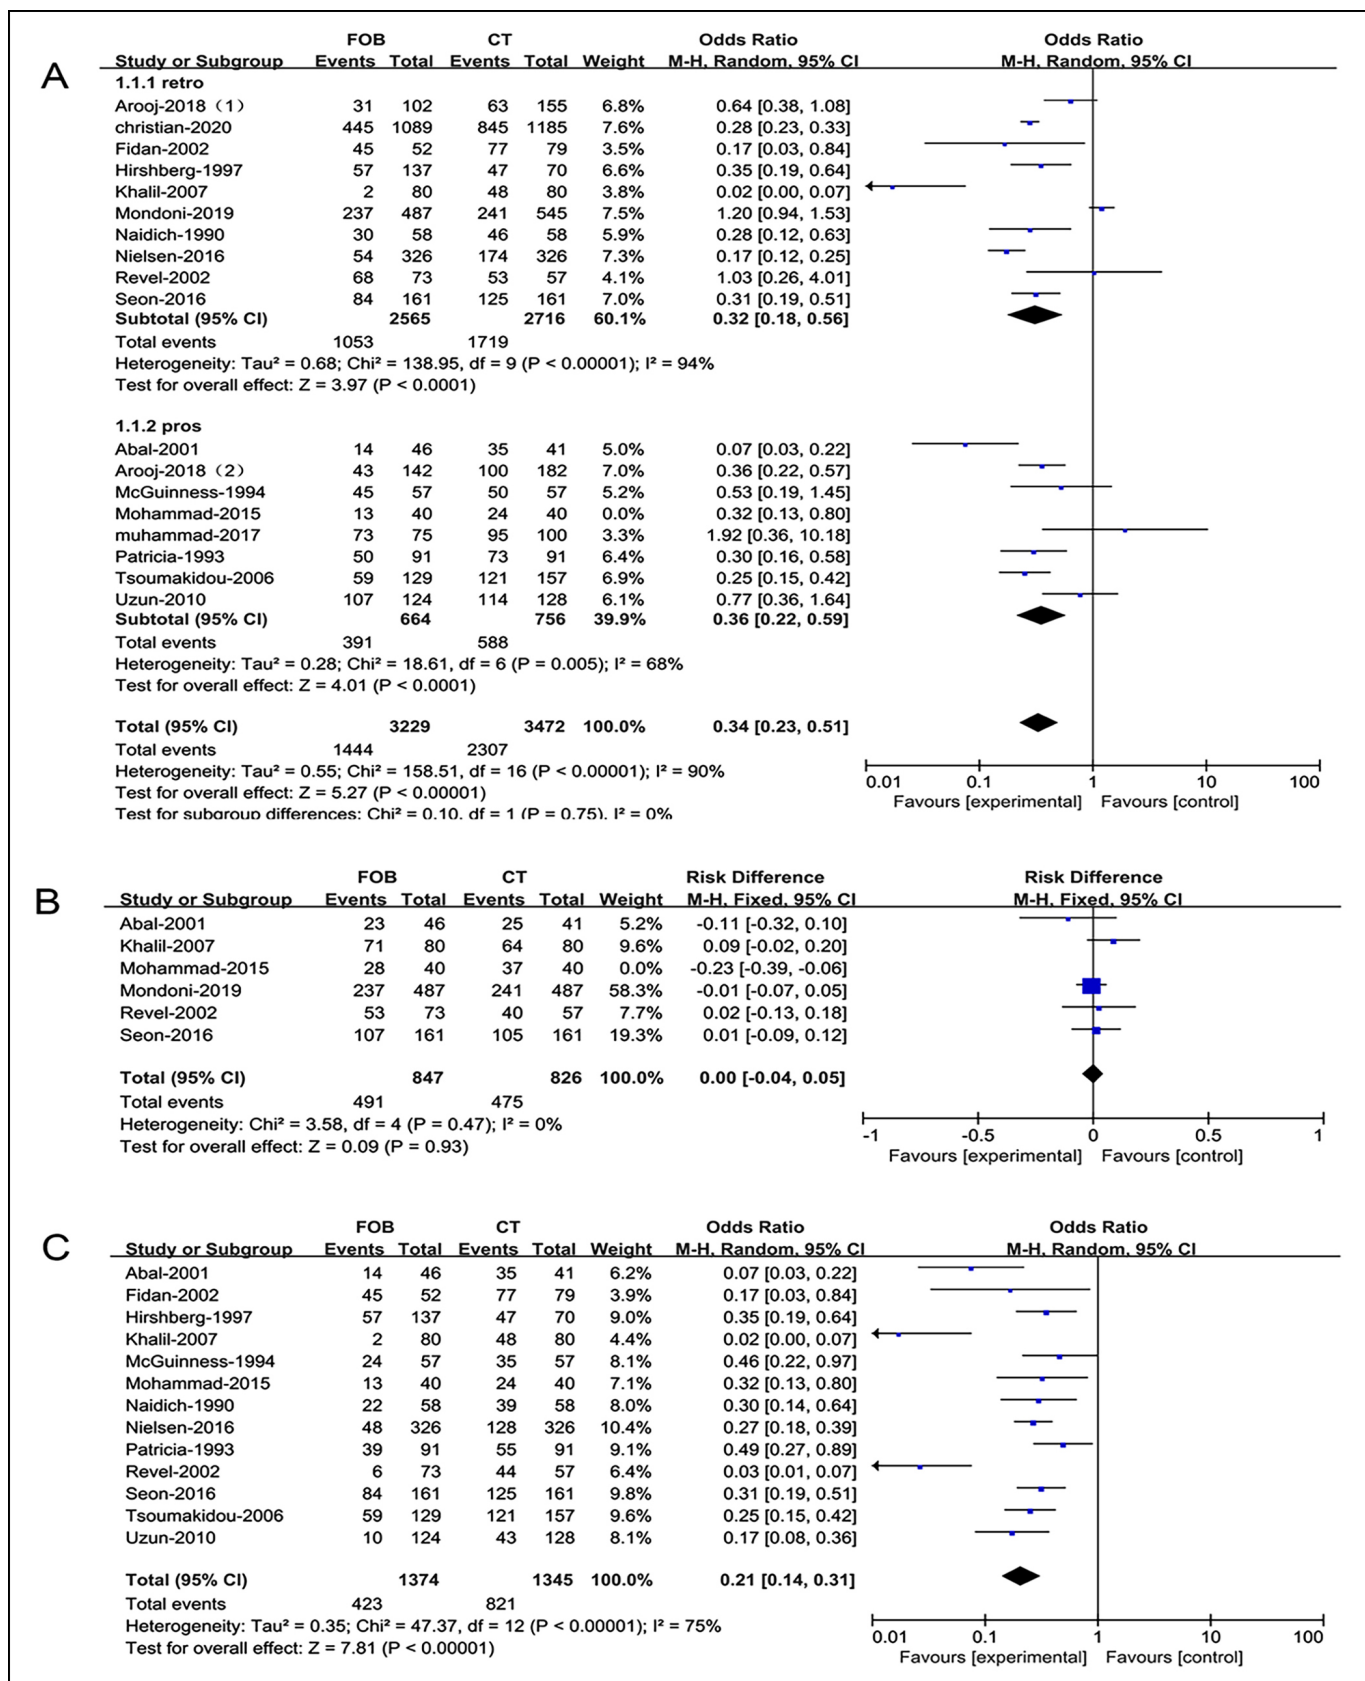 A
FOB CT Odds Ratio Odds Ratio
Study or Subgroup Events Total Events Total Weight M-H, Random, 95% CI M-H, Random, 95% CI
1.1.1 retro
Arooj-2018（1） 31 102 63 155 6.8% 0.64 [0.38, 1.08]
christian-2020 445 1089 845 1185 7.6% 0.28 [0.23, 0.33]
Fidan-2002 45 52 77 79 3.5% 0.17 [0.03, 0.84]
Hirshberg-1997 57 137 47 70 6.6% 0.35 [0.19, 0.64]
Khalil-2007 2 80 48 80 3.8% 0.02 [0.00, 0.07]
Mondoni-2019 237 487 241 545 7.5% 1.20 [0.94, 1.53]
Naidich-1990 30 58 46 58 5.9% 0.28 [0.12, 0.63]
Nielsen-2016 54 326 174 326 7.3% 0.17 [0.12, 0.25]
Revel-2002 68 73 53 57 4.1% 1.03 [0.26, 4.01]
Seon-2016 84 161 125 161 7.0% 0.31 [0.19, 0.51]
Subtotal (95% CI) 2565 2716 60.1% 0.32 [0.18, 0.56]
Total events 1053 1719
Heterogeneity: Tau² = 0.68; Chi² = 138.95, df = 9 (P < 0.00001); I² = 94%
Test for overall effect: Z = 3.97 (P < 0.0001)
1.1.2 pros
Abal-2001 14 46 35 41 5.0% 0.07 [0.03, 0.22]
Arooj-2018（2） 43 142 100 182 7.0% 0.36 [0.22, 0.57]
McGuinness-1994 45 57 50 57 5.2% 0.53 [0.19, 1.45]
Mohammad-2015 13 40 24 40 0.0% 0.32 [0.13, 0.80]
muhammad-2017 73 75 95 100 3.3% 1.92 [0.36, 10.18]
Patricia-1993 50 91 73 91 6.4% 0.30 [0.16, 0.58]
Tsoumakidou-2006 59 129 121 157 6.9% 0.25 [0.15, 0.42]
Uzun-2010 107 124 114 128 6.1% 0.77 [0.36, 1.64]
Subtotal (95% CI) 664 756 39.9% 0.36 [0.22, 0.59]
Total events 391 588
Heterogeneity: Tau² = 0.28; Chi² = 18.61, df = 6 (P = 0.005); I² = 68%
Test for overall effect: Z = 4.01 (P < 0.0001)
Total (95% CI) 3229 3472 100.0% 0.34 [0.23, 0.51]
Total events 1444 2307
Heterogeneity: Tau² = 0.55; Chi² = 158.51, df = 16 (P < 0.00001); I² = 90%
Test for overall effect: Z = 5.27 (P < 0.00001)
Test for subgroup differences: Chi² = 0.10, df = 1 (P = 0.75), I² = 0%
0.01 0.1 1 10 100
Favours [experimental] Favours [control]
B
FOB CT Risk Difference Risk Difference
Study or Subgroup Events Total Events Total Weight M-H, Fixed, 95% CI M-H, Fixed, 95% CI
Abal-2001 23 46 25 41 5.2% -0.11 [-0.32, 0.10]
Khalil-2007 71 80 64 80 9.6% 0.09 [-0.02, 0.20]
Mohammad-2015 28 40 37 40 0.0% -0.23 [-0.39, -0.06]
Mondoni-2019 237 487 241 487 58.3% -0.01 [-0.07, 0.05]
Revel-2002 53 73 40 57 7.7% 0.02 [-0.13, 0.18]
Seon-2016 107 161 105 161 19.3% 0.01 [-0.09, 0.12]
Total (95% CI) 847 826 100.0% 0.00 [-0.04, 0.05]
Total events 491 475
Heterogeneity: Chi² = 3.58, df = 4 (P = 0.47); I² = 0%
Test for overall effect: Z = 0.09 (P = 0.93)
-1 -0.5 0 0.5 1
Favours [experimental] Favours [control]
C
FOB CT Odds Ratio Odds Ratio
Study or Subgroup Events Total Events Total Weight M-H, Random, 95% CI M-H, Random, 95% CI
Abal-2001 14 46 35 41 6.2% 0.07 [0.03, 0.22]
Fidan-2002 45 52 77 79 3.9% 0.17 [0.03, 0.84]
Hirshberg-1997 57 137 47 70 9.0% 0.35 [0.19, 0.64]
Khalil-2007 2 80 48 80 4.4% 0.02 [0.00, 0.07]
McGuinness-1994 24 57 35 57 8.1% 0.46 [0.22, 0.97]
Mohammad-2015 13 40 24 40 7.1% 0.32 [0.13, 0.80]
Naidich-1990 22 58 39 58 8.0% 0.30 [0.14, 0.64]
Nielsen-2016 48 326 128 326 10.4% 0.27 [0.18, 0.39]
Patricia-1993 39 91 55 91 9.1% 0.49 [0.27, 0.89]
Revel-2002 6 73 44 57 6.4% 0.03 [0.01, 0.07]
Seon-2016 84 161 125 161 9.8% 0.31 [0.19, 0.51]
Tsoumakidou-2006 59 129 121 157 9.6% 0.25 [0.15, 0.42]
Uzun-2010 10 124 43 128 8.1% 0.17 [0.08, 0.36]
Total (95% CI) 1374 1345 100.0% 0.21 [0.14, 0.31]
Total events 423 821
Heterogeneity: Tau² = 0.35; Chi² = 47.37, df = 12 (P < 0.00001); I² = 75%
Test for overall effect: Z = 7.81 (P < 0.00001)
0.01 0.1 1 10 100
Favours [experimental] Favours [control]